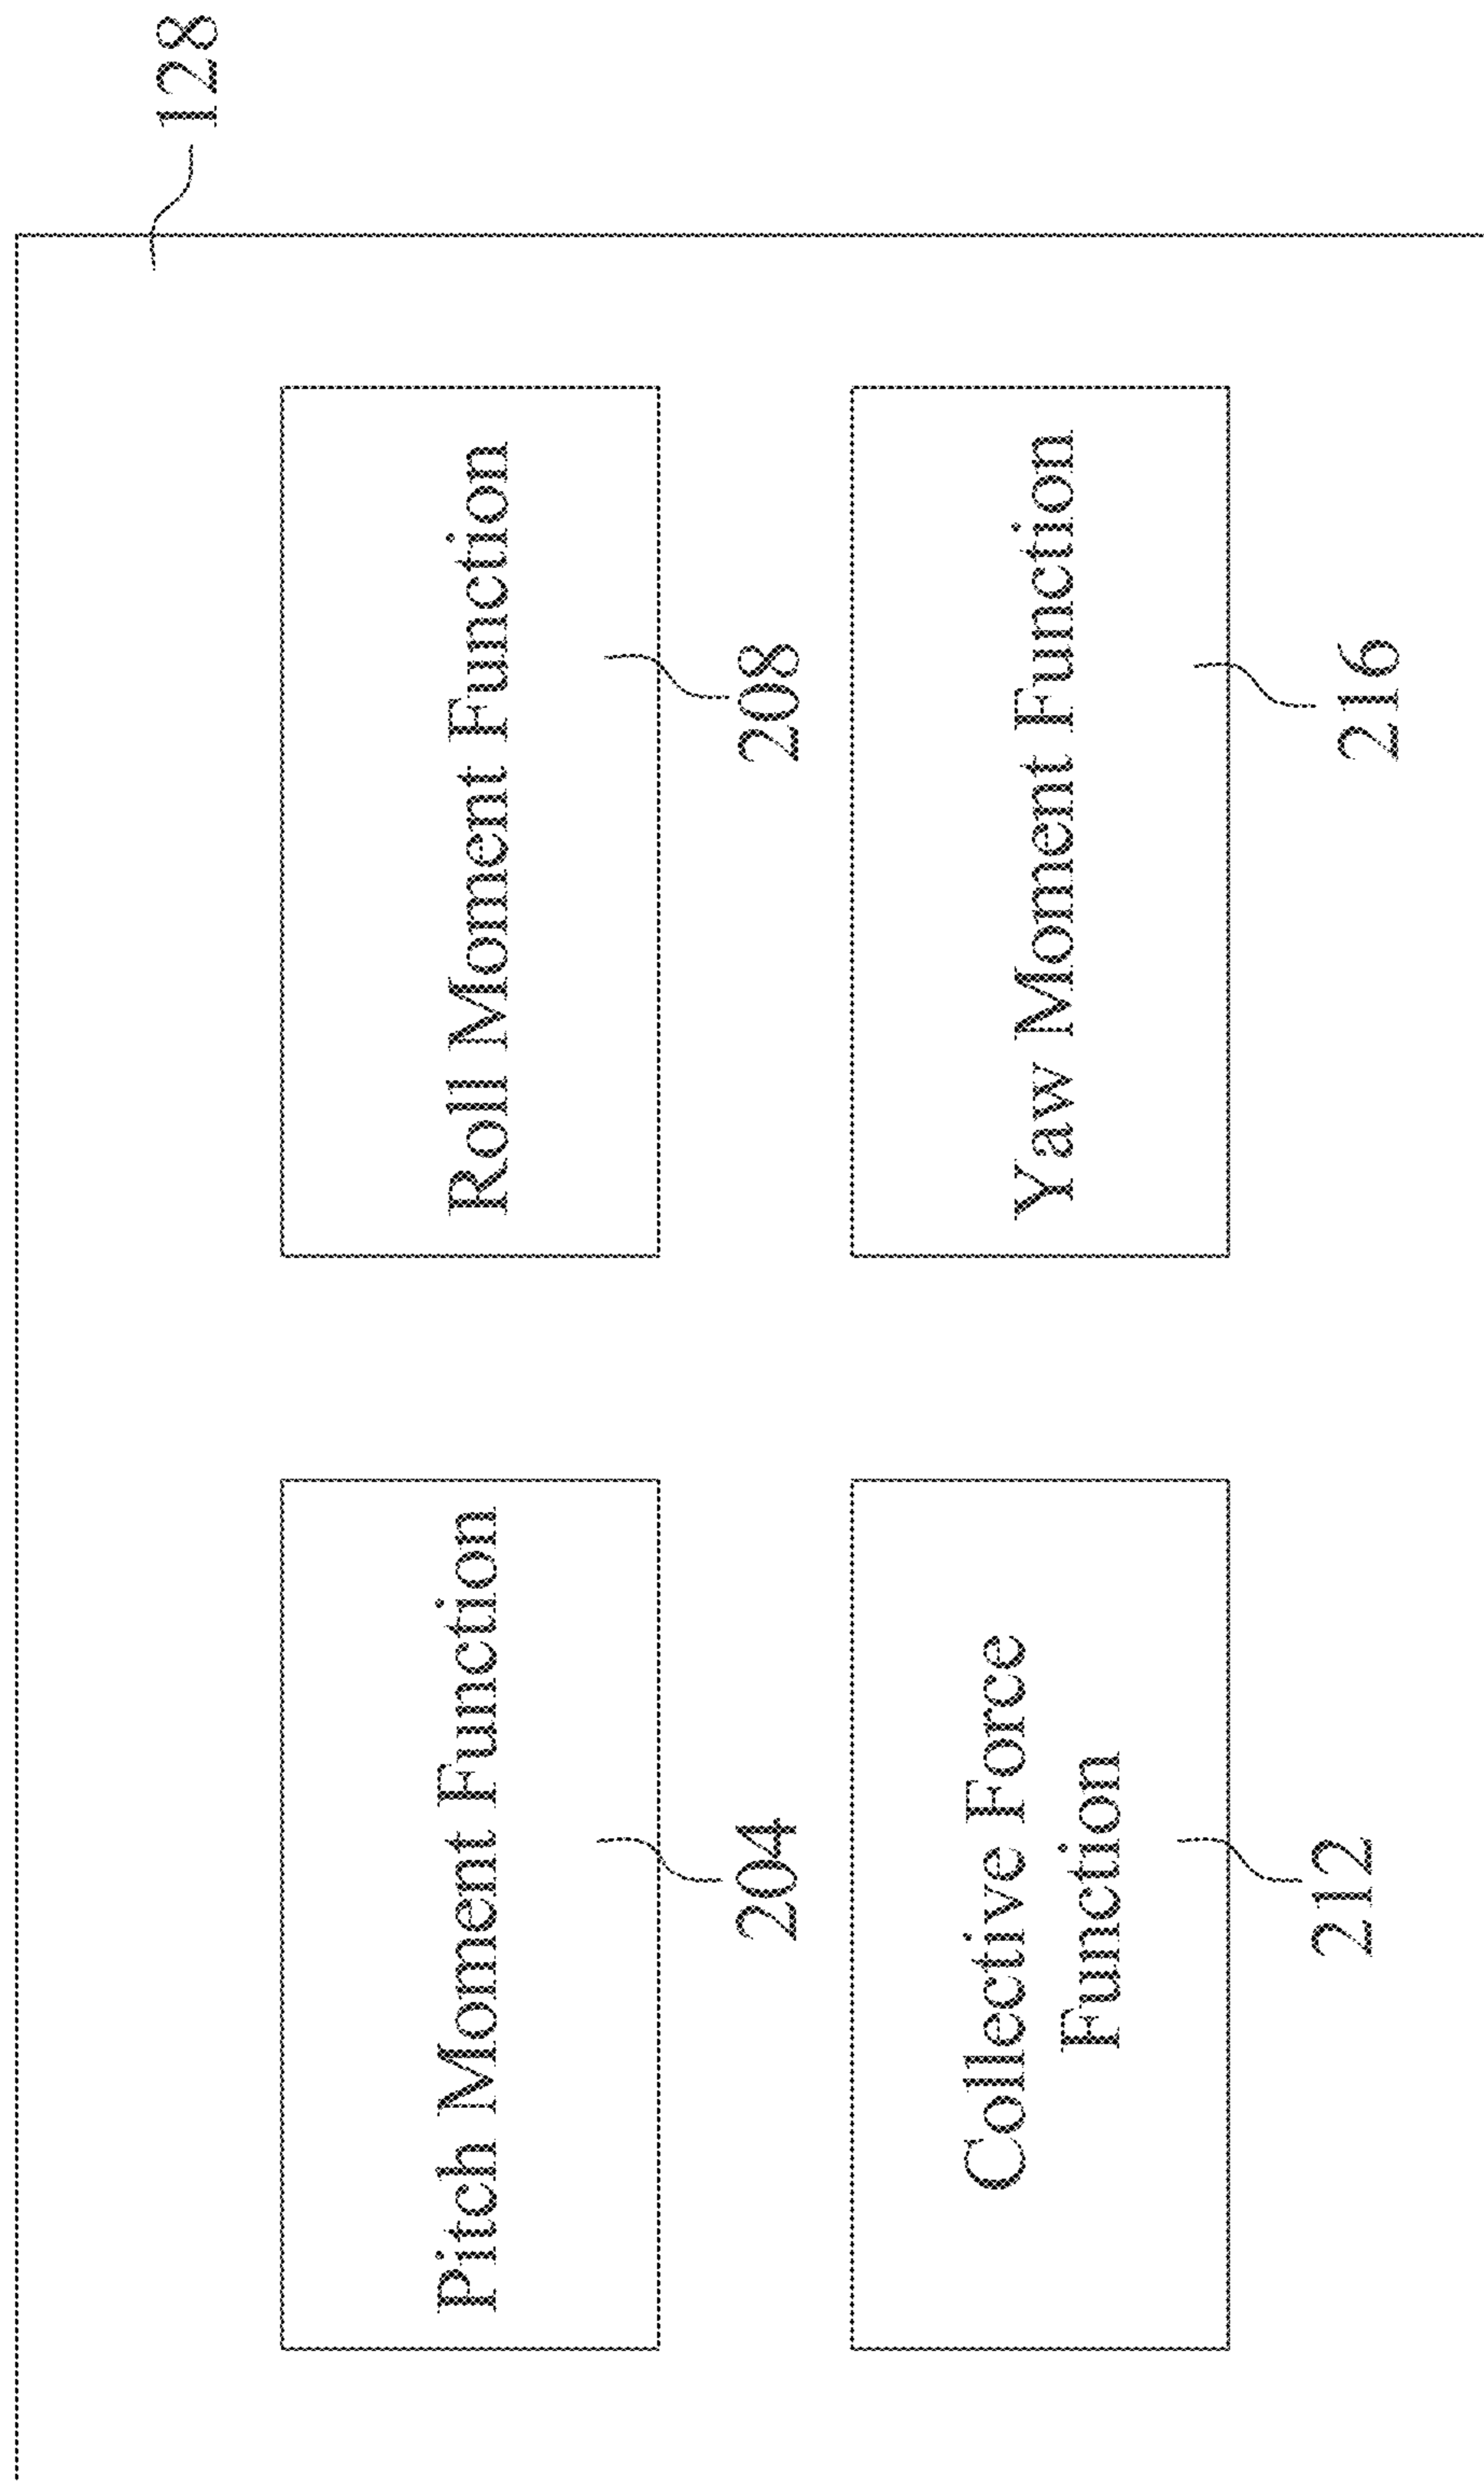 128
Pitch Moment Function
204
Roll Moment Function
208
Collective Force
Function
212
Yaw Moment Function
216